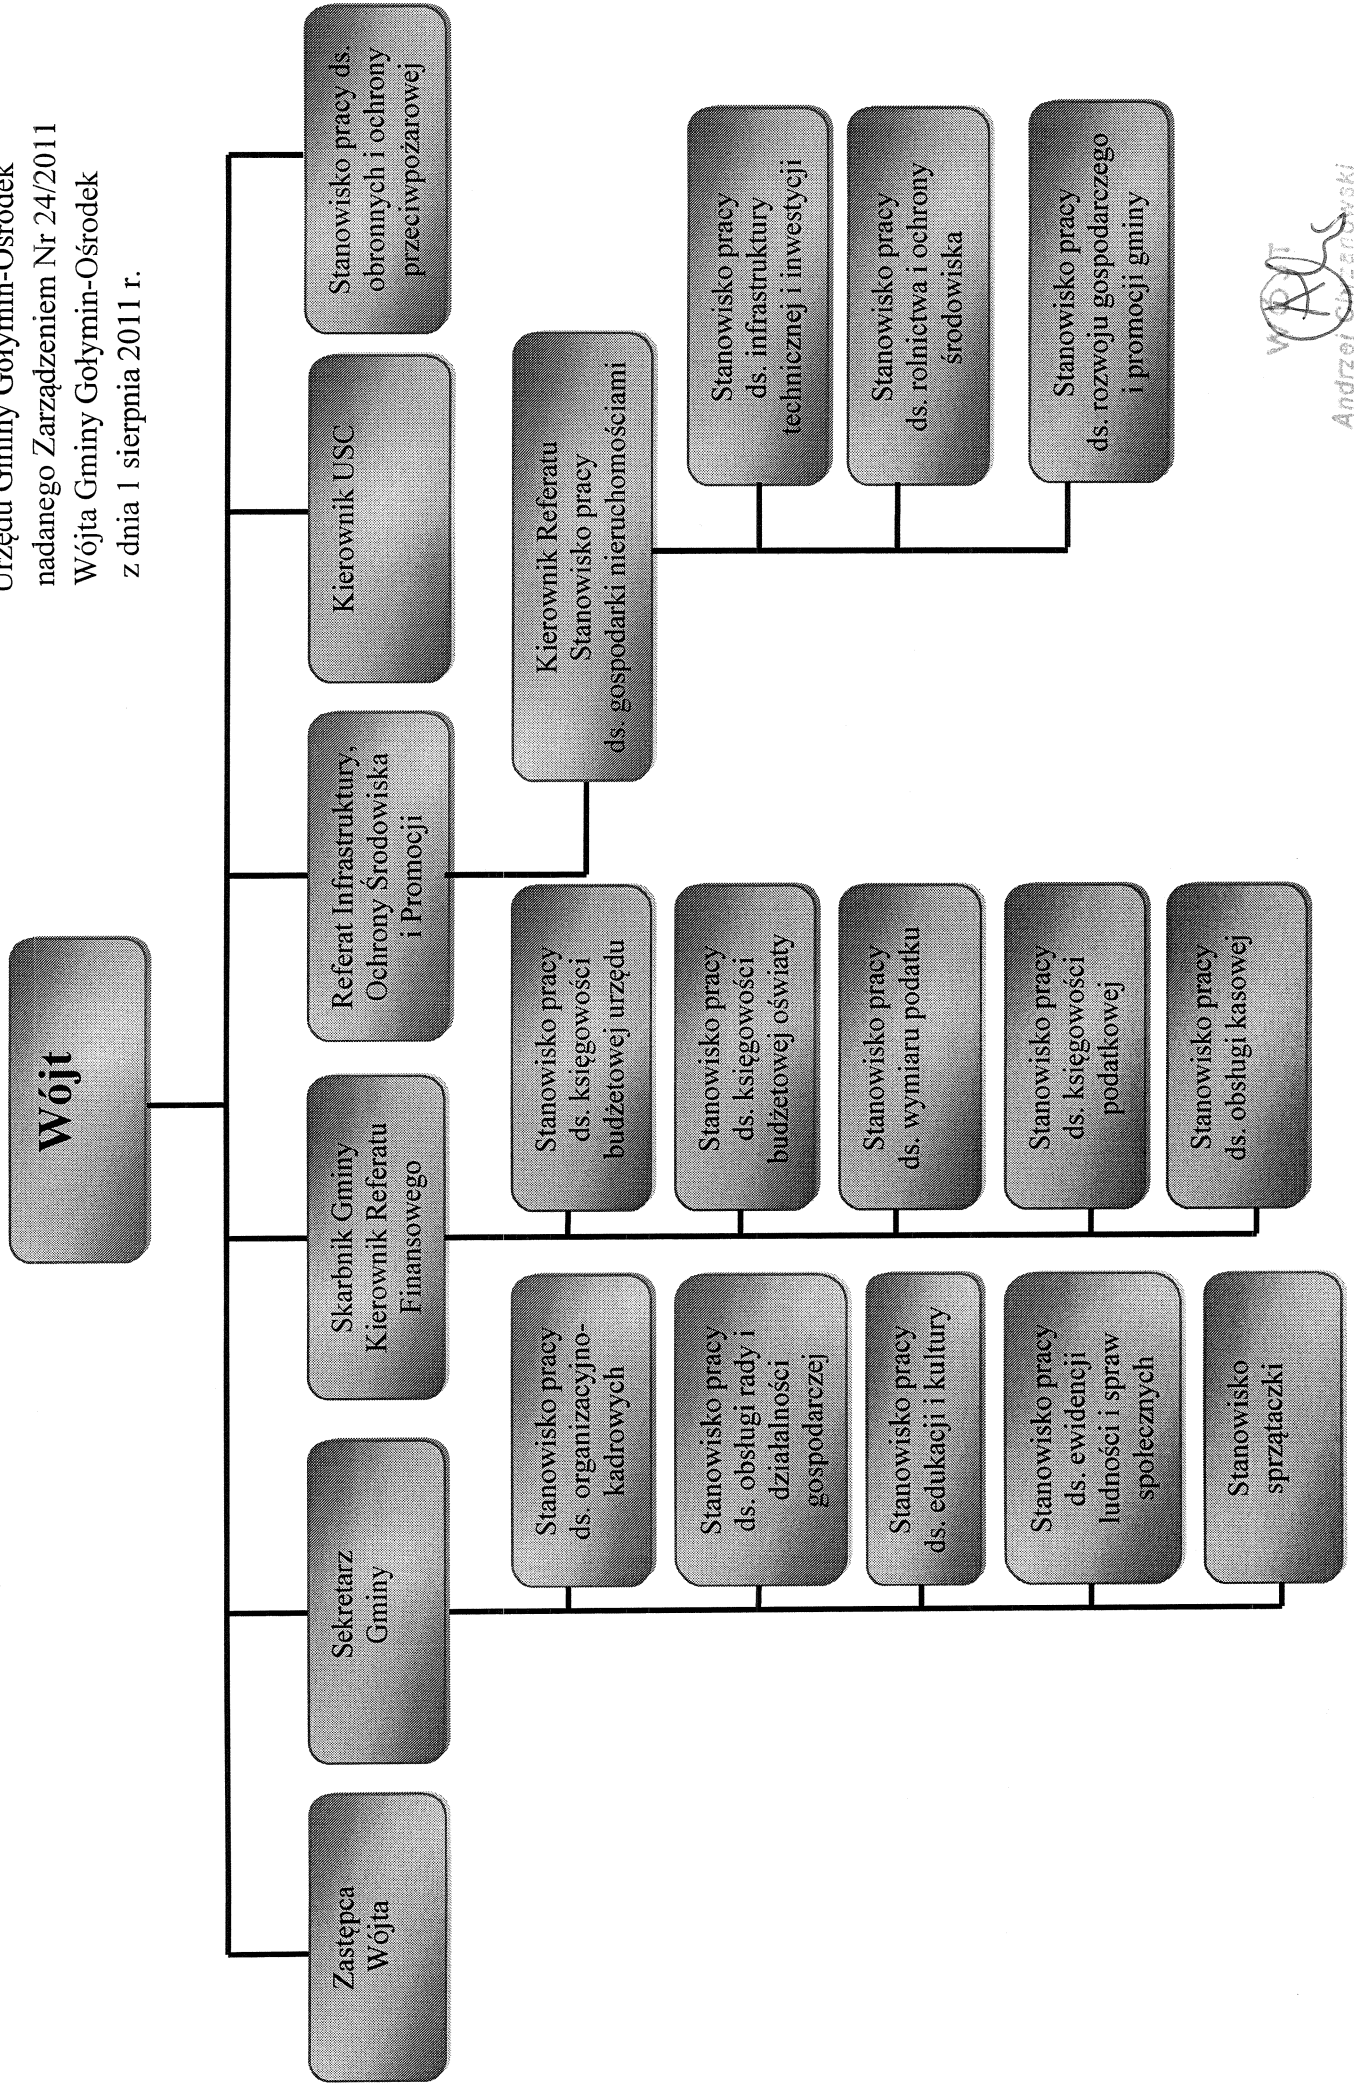 Urzędu Gminy Gołymin-Ośrodek
nadanego Zarządzeniem Nr 24/2011
Wójta Gminy Gołymin-Ośrodek
z dnia 1 sierpnia 2011 r.
Wójt
Zastępca
Wójta
Sekretarz
Gminy
Skarbnik Gminy
Kierownik Referatu
Finansowego
Referat Infrastruktury,
Ochrony Środowiska
i Promocji
Kierownik USC
Stanowisko pracy ds.
obronnych i ochrony
przeciwpożarowej
Stanowisko pracy
ds. organizacyjno-
kadrowych
Stanowisko pracy
ds. obsługi rady i
działalności
gospodarczej
Stanowisko pracy
ds. edukacji i kultury
Stanowisko pracy
ds. ewidencji
ludności i spraw
społecznych
Stanowisko
sprzątaczki
Stanowisko pracy
ds. księgowości
budżetowej urzędu
Stanowisko pracy
ds. księgowości
budżetowej oświaty
Stanowisko pracy
ds. wymiaru podatku
Stanowisko pracy
ds. księgowości
podatkowej
Stanowisko pracy
ds. obsługi kasowej
Kierownik Referatu
Stanowisko pracy
ds. gospodarki nieruchomościami
Stanowisko pracy
ds. infrastruktury
technicznej i inwestycji
Stanowisko pracy
ds. rolnictwa i ochrony
środowiska
Stanowisko pracy
ds. rozwoju gospodarczego
i promocji gminy
WÓJT
Andrzej